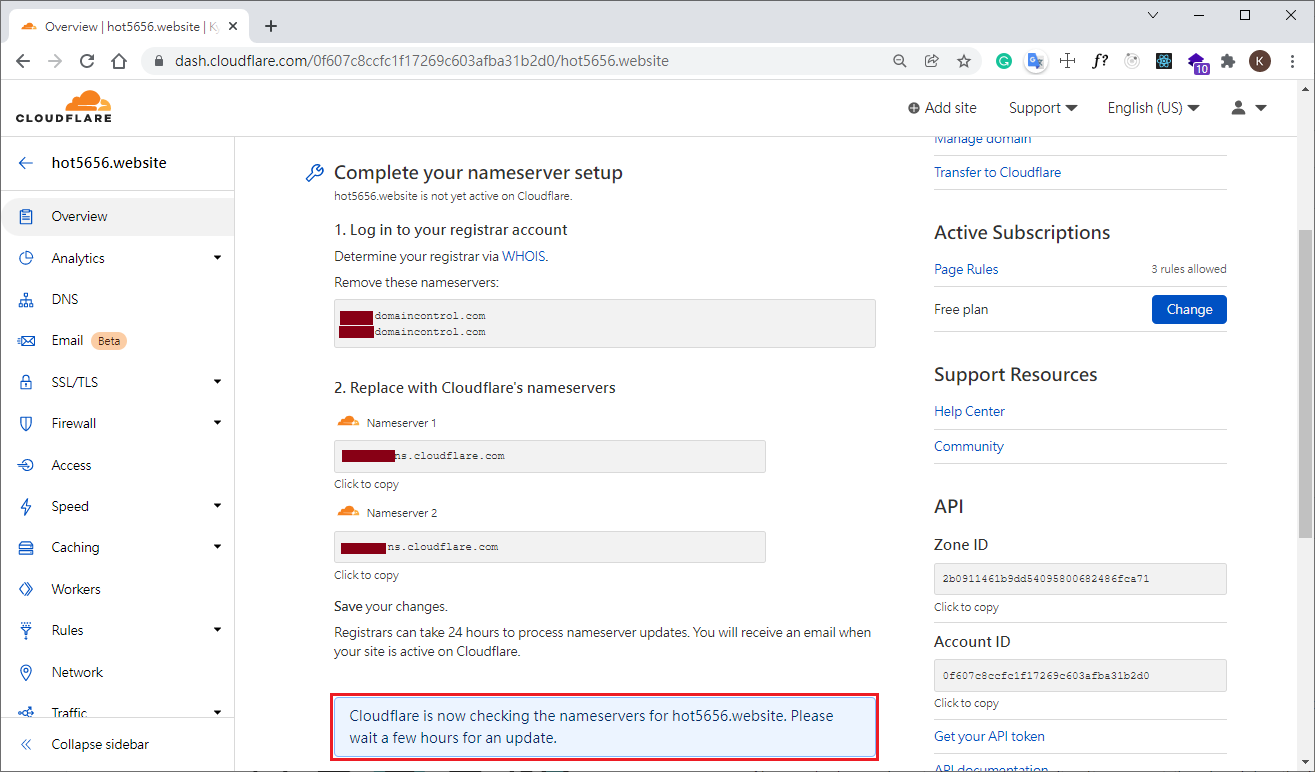 Overview | hot5656.website | Ky
dash.cloudflare.com/0f607c8ccfc1f17269c603afba31b2d0/hot5656.website
f?
10
K
CLOUDFLARE
Add site
Support
English (US)
hot5656.website
Overview
Analytics
DNS
Email Beta
SSL/TLS
Firewall
Access
Speed
Caching
Workers
Rules
Network
Traffic
Collapse sidebar
Complete your nameserver setup
hot5656.website is not yet active on Cloudflare.
1. Log in to your registrar account
Determine your registrar via WHOIS.
Remove these nameservers:
domaincontrol.com
domaincontrol.com
2. Replace with Cloudflare's nameservers
Nameserver 1
ns.cloudflare.com
Click to copy
Nameserver 2
ns.cloudflare.com
Click to copy
Save your changes.
Registrars can take 24 hours to process nameserver updates. You will receive an email when
your site is active on Cloudflare.
Cloudflare is now checking the nameservers for hot5656.website. Please
wait a few hours for an update.
Manage domain
Transfer to Cloudflare
Active Subscriptions
Page Rules 3 rules allowed
Free plan Change
Support Resources
Help Center
Community
API
Zone ID
2b0911461b9dd54095800682486fca71
Click to copy
Account ID
0f607c8ccfc1f17269c603afba31b2d0
Click to copy
Get your API token
API documentation